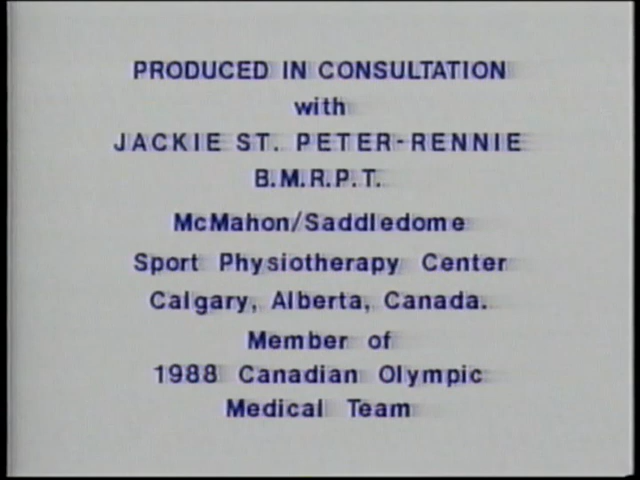 PRODUCED IN CONSULTATION
with
JACKIE ST. PETER-RENNIE
B.M.R.P.T.
McMahon/Saddledome
Sport Physiotherapy Center
Calgary, Alberta, Canada.
Member of
1988 Canadian Olympic
Medical Team